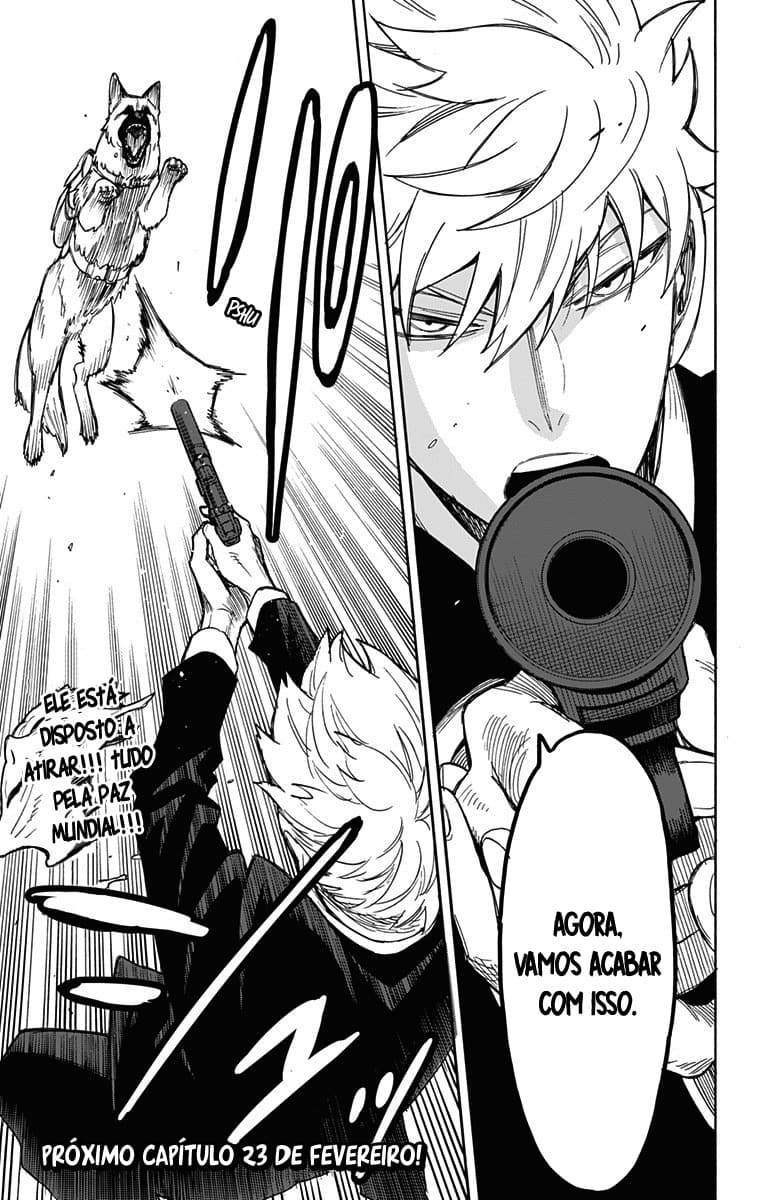 AGORA,
VAMOS ACABAR
COM ISSO.
PSHU
ELE ESTÁ
DISPOSTO A
ATIRAR!!! TUDO
PELA PAZ
MUNDIAL!!!
PRÓXIMO CAPÍTULO 23 DE FEVEREIRO!